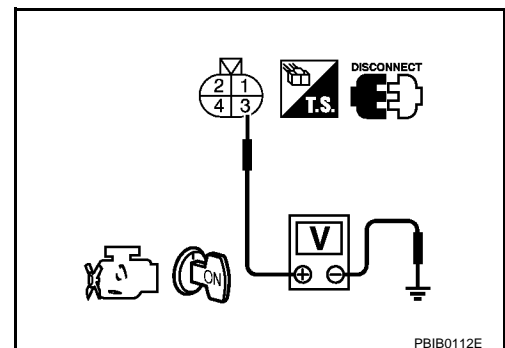 DISCONNECT
2 1
4 3
T.S.
V
ON
+ −
PBIB0112E